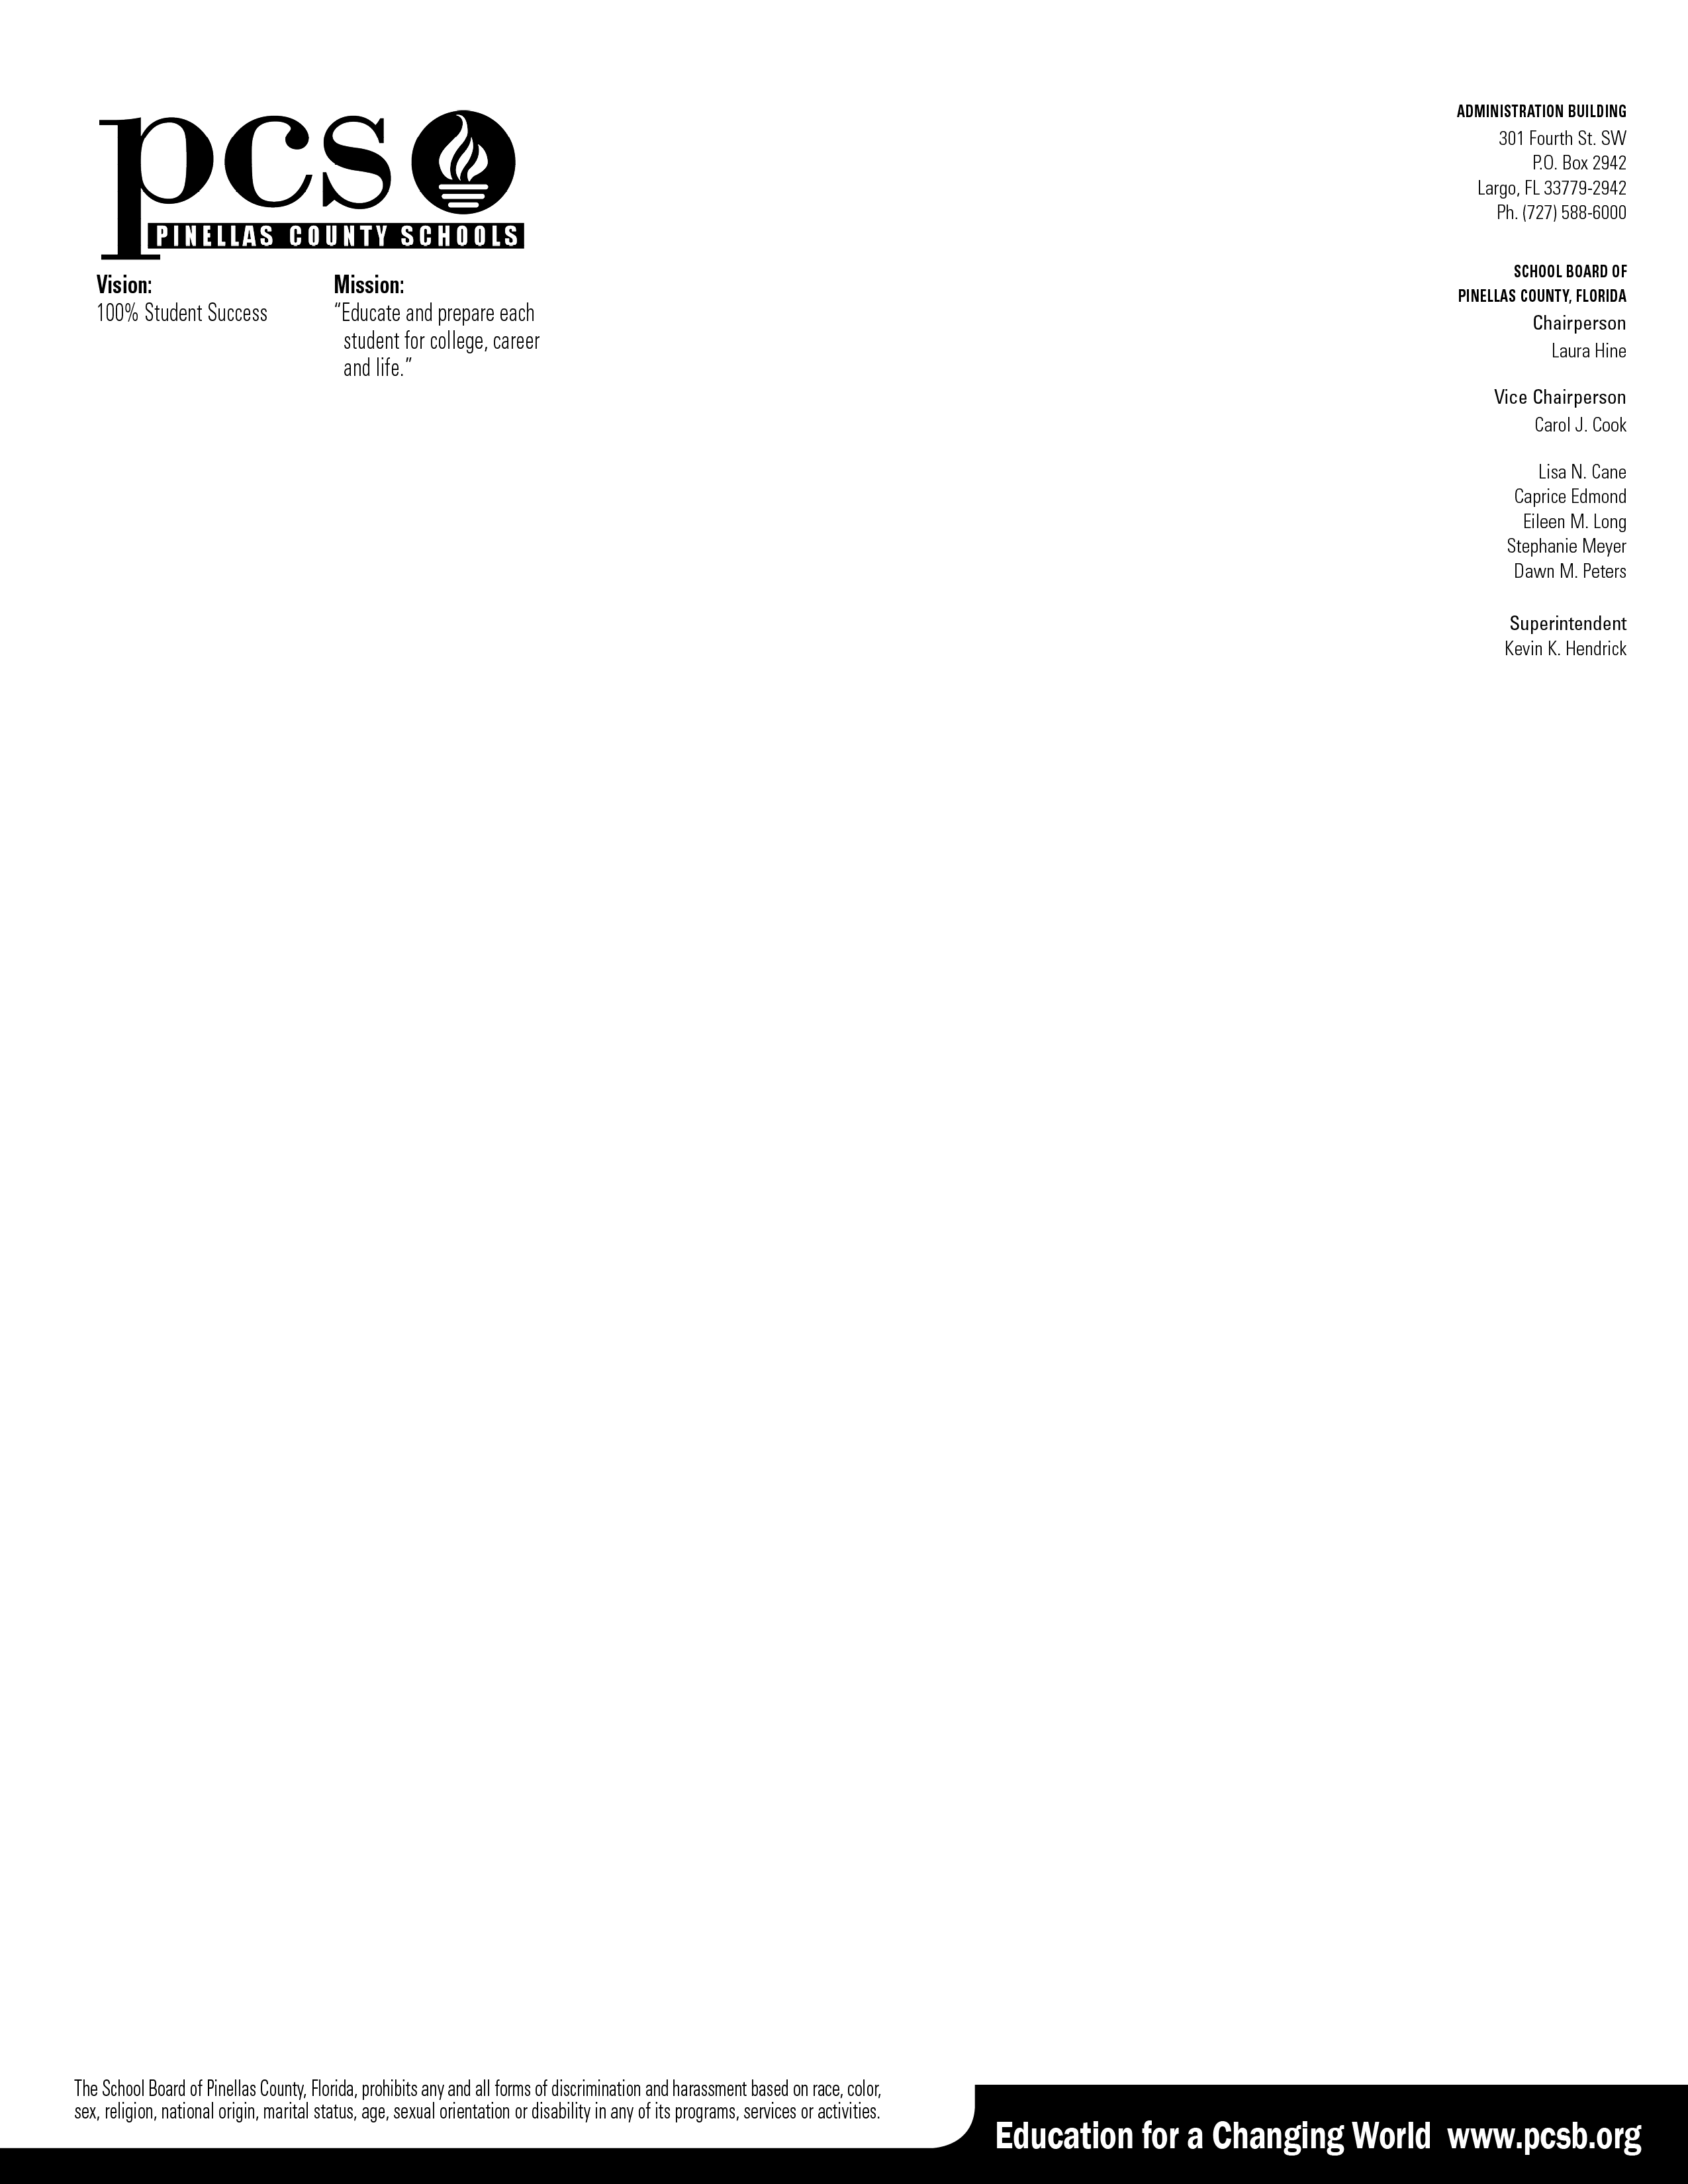 pcs
PINELLAS COUNTY SCHOOLS
Vision:
100% Student Success
Mission:
“Educate and prepare each
student for college, career
and life.”
ADMINISTRATION BUILDING
301 Fourth St. SW
P.O. Box 2942
Largo, FL 33779-2942
Ph. (727) 588-6000
SCHOOL BOARD OF
PINELLAS COUNTY, FLORIDA
Chairperson
Laura Hine
Vice Chairperson
Carol J. Cook
Lisa N. Cane
Caprice Edmond
Eileen M. Long
Stephanie Meyer
Dawn M. Peters
Superintendent
Kevin K. Hendrick
The School Board of Pinellas County, Florida, prohibits any and all forms of discrimination and harassment based on race, color,
sex, religion, national origin, marital status, age, sexual orientation or disability in any of its programs, services or activities.
Education for a Changing World www.pcsb.org